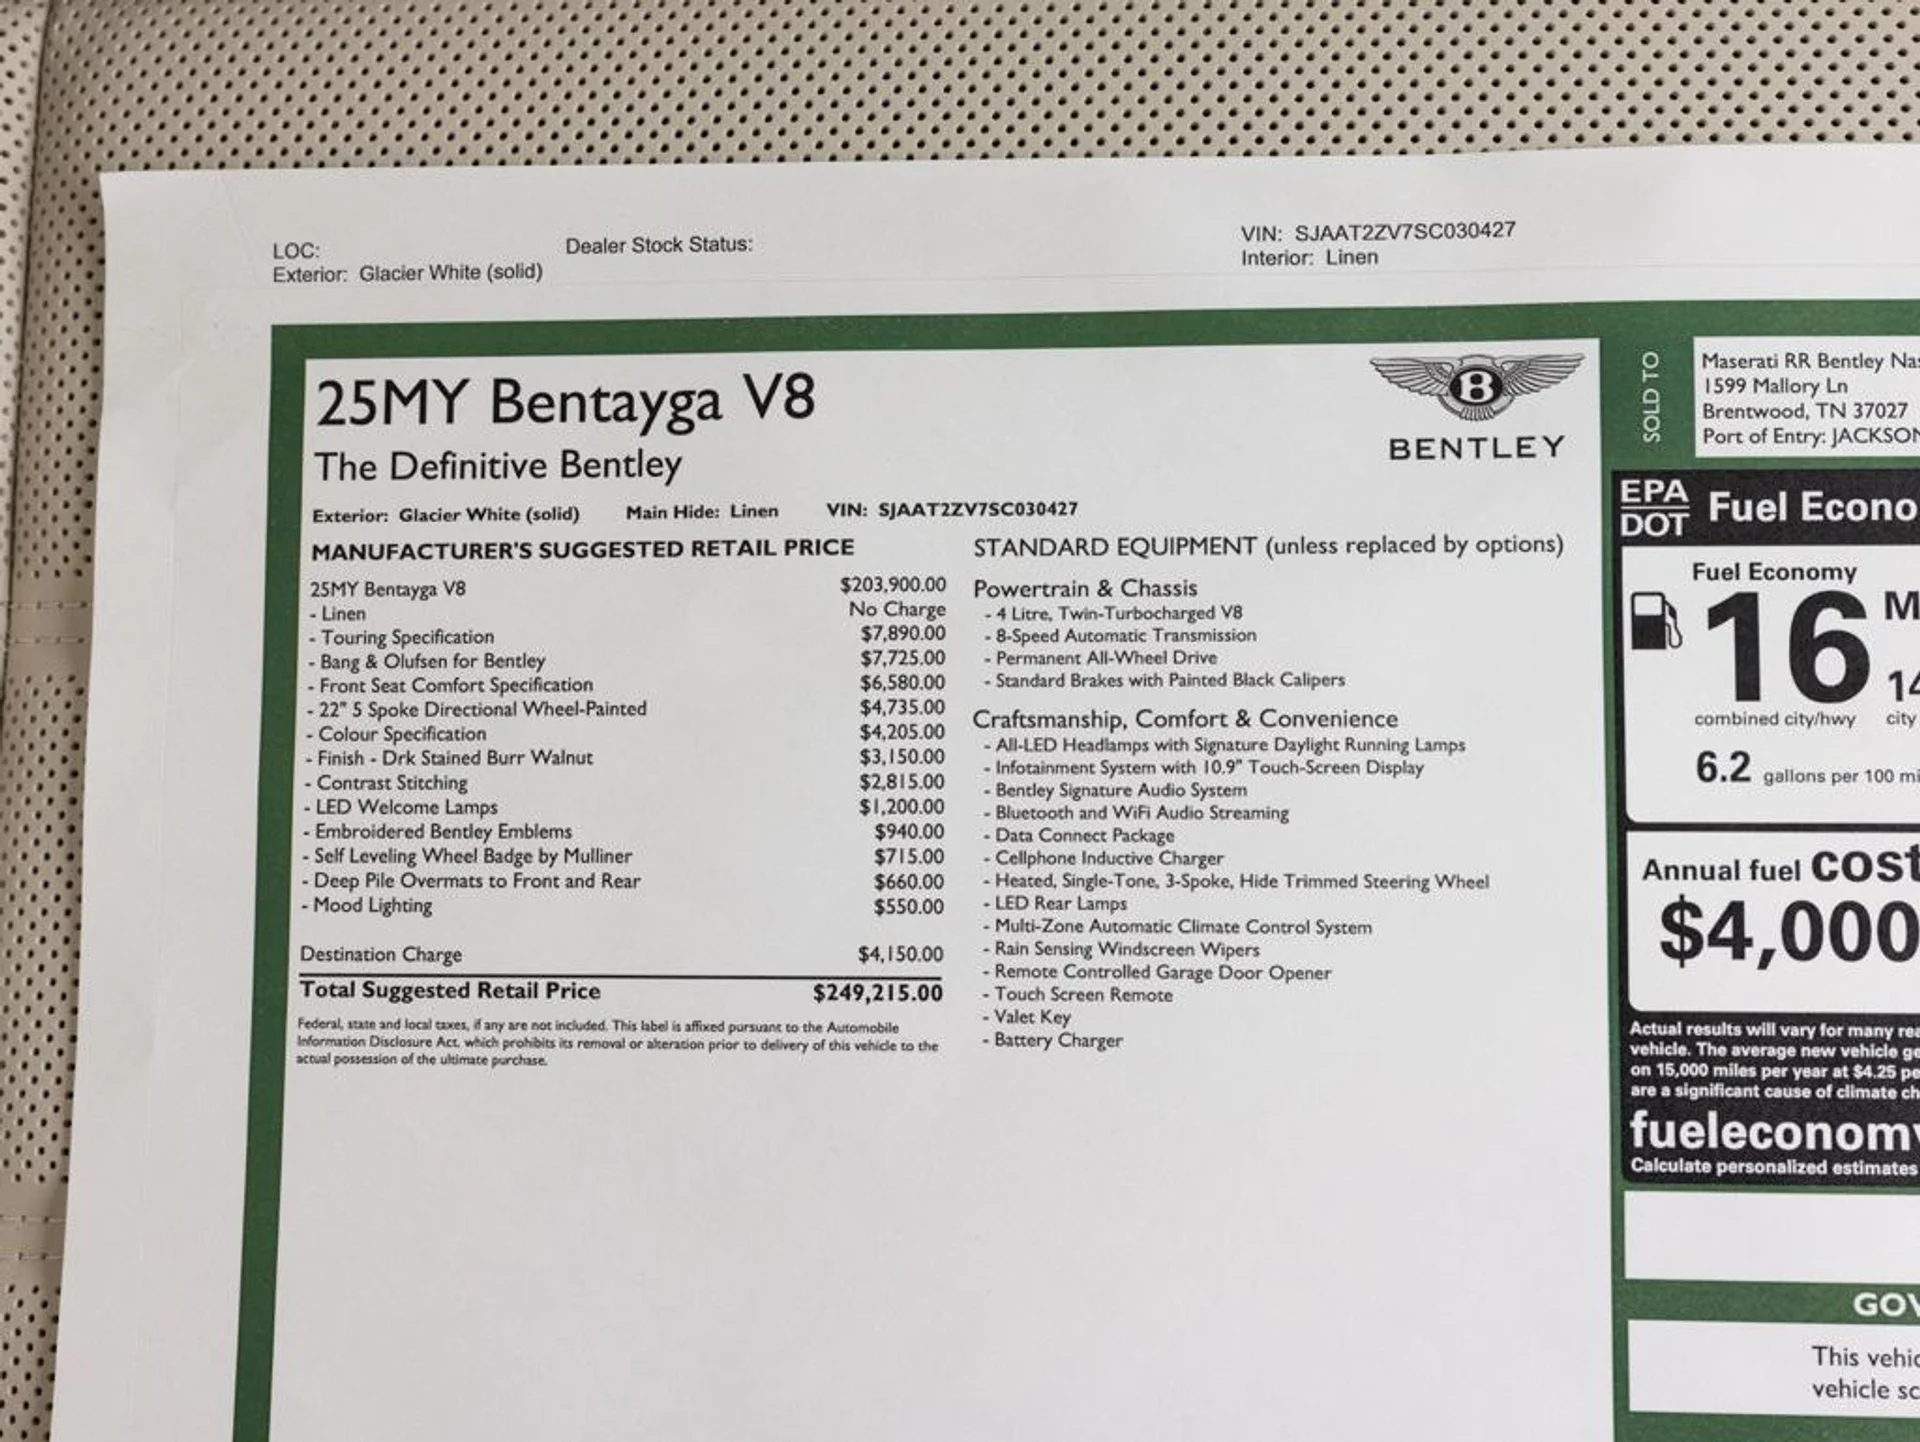 LOC:
Dealer Stock Status:
VIN: SJAAT2ZV7SC030427
Exterior: Glacier White (solid)
Interior: Linen
25MY Bentayga V8
The Definitive Bentley
B
BENTLEY
Exterior: Glacier White (solid) Main Hide: Linen VIN: SJAAT2ZV7SC030427
MANUFACTURER'S SUGGESTED RETAIL PRICE
25MY Bentayga V8 $203,900.00
- Linen No Charge
- Touring Specification $7,890.00
- Bang & Olufsen for Bentley $7,725.00
- Front Seat Comfort Specification $6,580.00
- 22" 5 Spoke Directional Wheel-Painted $4,735.00
- Colour Specification $4,205.00
- Finish - Drk Stained Burr Walnut $3,150.00
- Contrast Stitching $2,815.00
- LED Welcome Lamps $1,200.00
- Embroidered Bentley Emblems $940.00
- Self Leveling Wheel Badge by Mulliner $715.00
- Deep Pile Overmats to Front and Rear $660.00
- Mood Lighting $550.00
Destination Charge $4,150.00
Total Suggested Retail Price $249,215.00
Federal, state and local taxes, if any are not included. This label is affixed pursuant to the Automobile
Information Disclosure Act, which prohibits its removal or alteration prior to delivery of this vehicle to the
actual possession of the ultimate purchase.
STANDARD EQUIPMENT (unless replaced by options)
Powertrain & Chassis
- 4 Litre, Twin-Turbocharged V8
- 8-Speed Automatic Transmission
- Permanent All-Wheel Drive
- Standard Brakes with Painted Black Calipers
Craftsmanship, Comfort & Convenience
- All-LED Headlamps with Signature Daylight Running Lamps
- Infotainment System with 10.9" Touch-Screen Display
- Bentley Signature Audio System
- Bluetooth and WiFi Audio Streaming
- Data Connect Package
- Cellphone Inductive Charger
- Heated, Single-Tone, 3-Spoke, Hide Trimmed Steering Wheel
- LED Rear Lamps
- Multi-Zone Automatic Climate Control System
- Rain Sensing Windscreen Wipers
- Remote Controlled Garage Door Opener
- Touch Screen Remote
- Valet Key
- Battery Charger
SOLD TO
Maserati RR Bentley Nas
1599 Mallory Ln
Brentwood, TN 37027
Port of Entry: JACKSON
EPA
DOT
Fuel Econo
Fuel Economy
16 M
14
combined city/hwy city
6.2 gallons per 100 mi
Annual fuel cost
$4,000
Actual results will vary for many rea
vehicle. The average new vehicle ge
on 15,000 miles per year at $4.25 pe
are a significant cause of climate ch
fueleconomy
Calculate personalized estimates
GOV
This vehic
vehicle sc